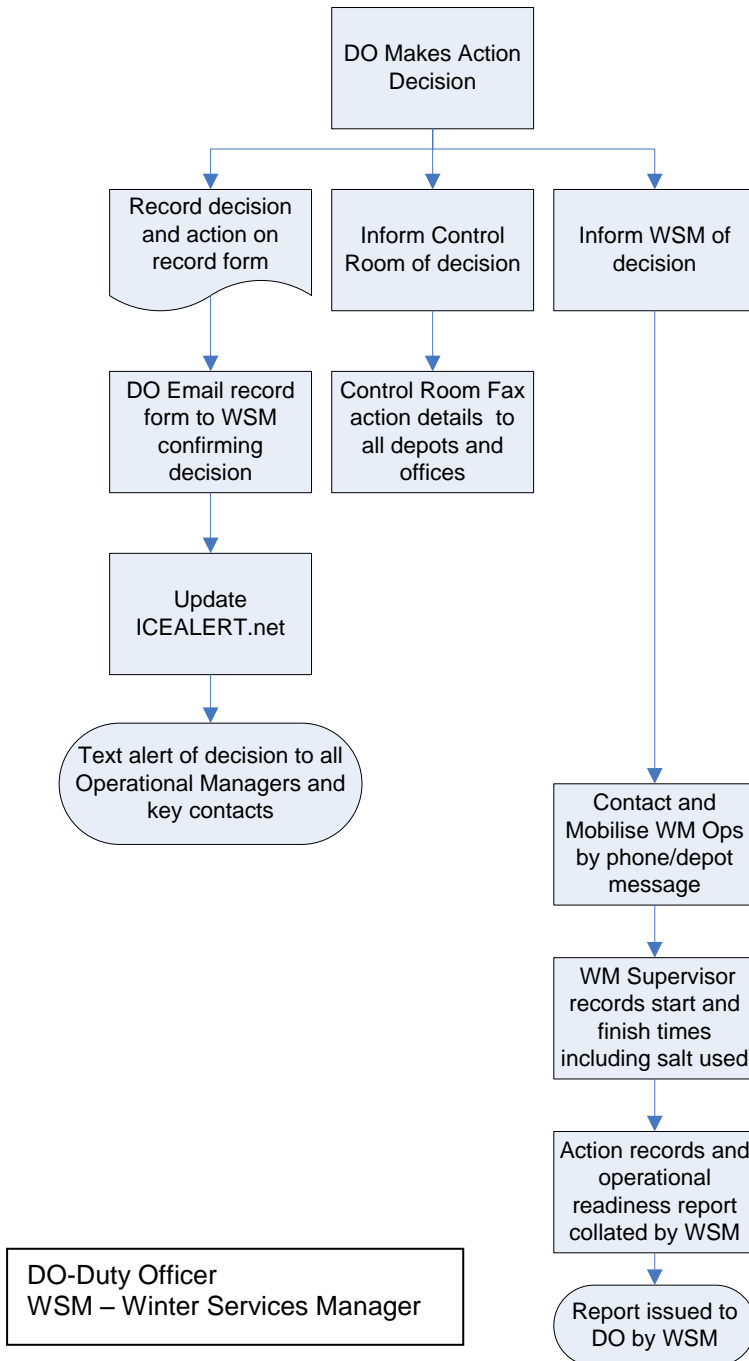 DO Makes Action
Decision
Record decision
and action on
record form
Inform Control
Room of decision
Inform WSM of
decision
DO Email record
form to WSM
confirming
decision
Control Room Fax
action details to
all depots and
offices
Update
ICEALERT.net
Text alert of decision to all
Operational Managers and
key contacts
Contact and
Mobilise WM Ops
by phone/depot
message
WM Supervisor
records start and
finish times
including salt used
Action records and
operational
readiness report
collated by WSM
Report issued to
DO by WSM
DO-Duty Officer
WSM – Winter Services Manager